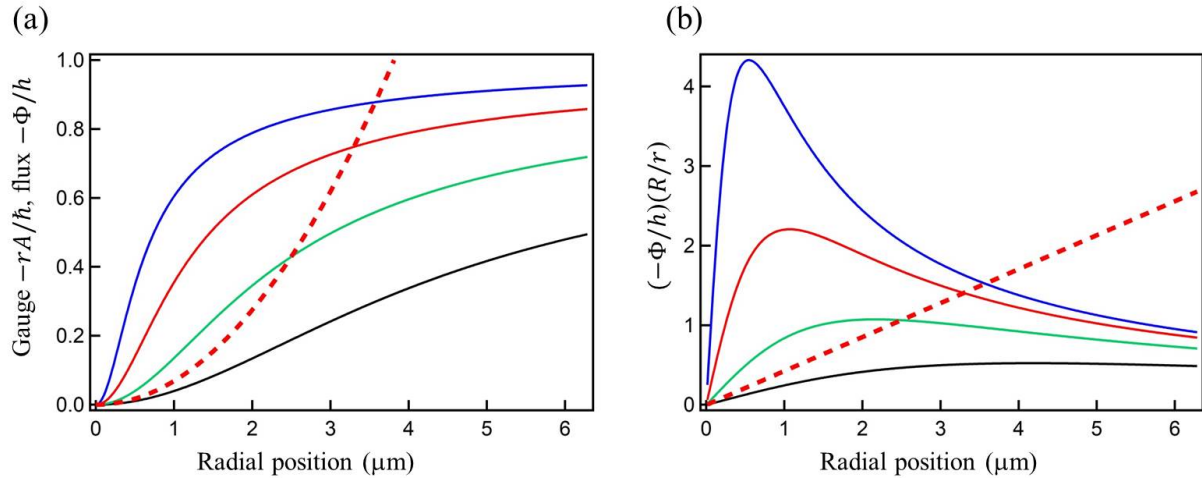 (a)
Gauge −rA/ħ, flux −Φ/h
1.0
0.8
0.6
0.4
0.2
0.0
0 1 2 3 4 5 6
Radial position (μm)
(b)
(−Φ/h)(R/r)
4
3
2
1
0
0 1 2 3 4 5 6
Radial position (μm)